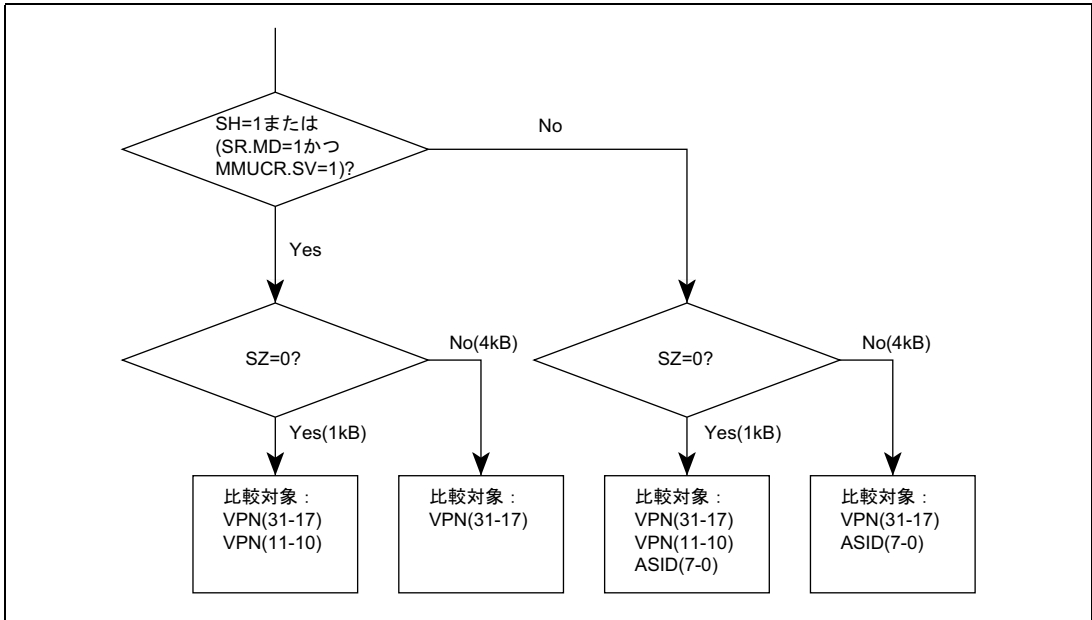 SH=1または
(SR.MD=1かつ
MMUCR.SV=1)?
No
Yes
SZ=0?
No(4kB)
SZ=0?
No(4kB)
Yes(1kB)
Yes(1kB)
比較対象：
VPN(31-17)
VPN(11-10)
比較対象：
VPN(31-17)
比較対象：
VPN(31-17)
VPN(11-10)
ASID(7-0)
比較対象：
VPN(31-17)
ASID(7-0)